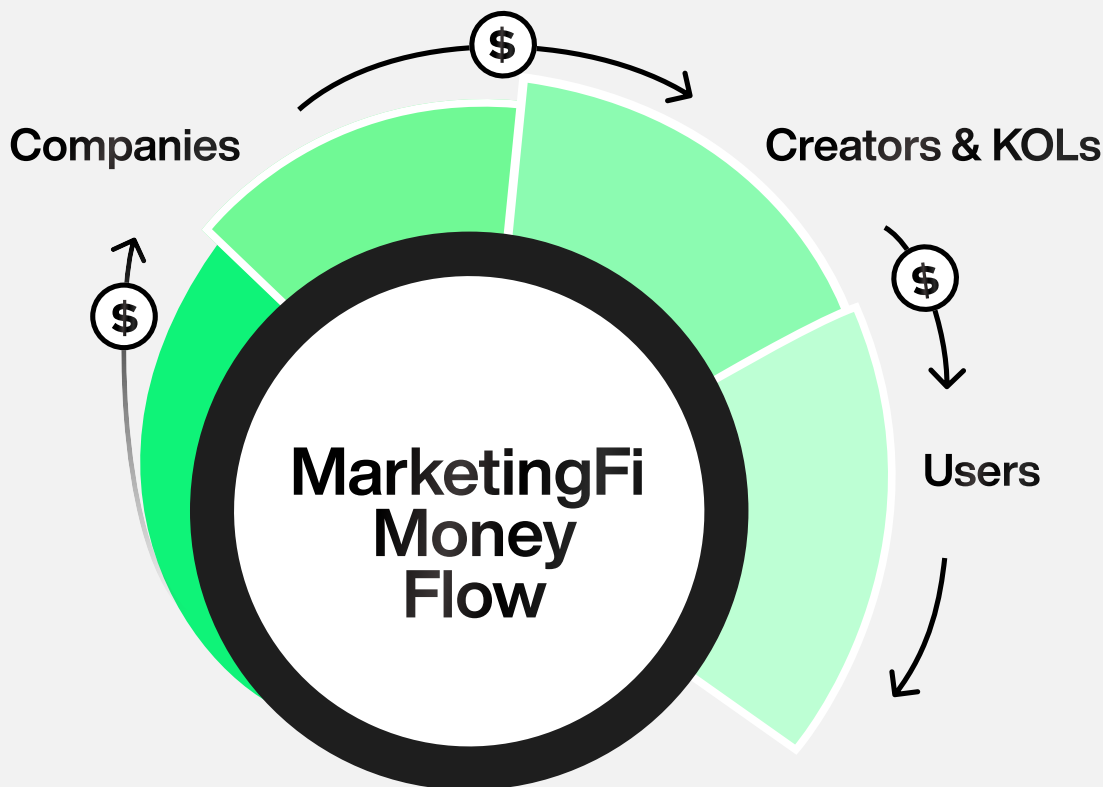 $
Companies
Creators & KOLs
$
$
MarketingFi
Money
Flow
Users